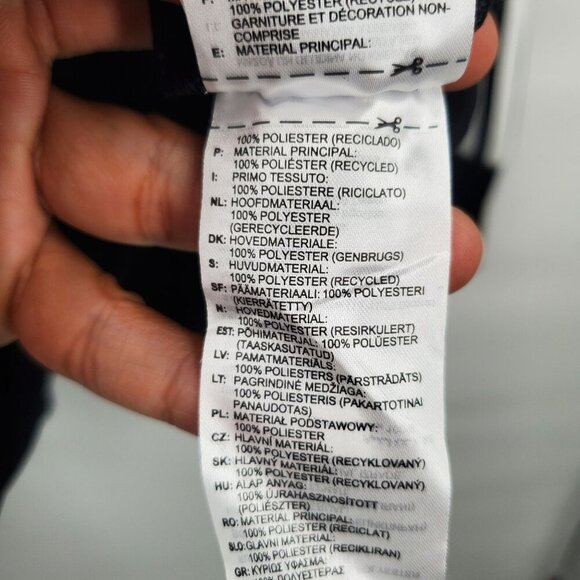 100% POLYESTER (RECYCLÉ)
GARNITURE ET DÉCORATION NON-
COMPRISE
E: MATERIAL PRINCIPAL:
100% POLIESTER (RECICLADO)
P: MATERIAL PRINCIPAL:
100% POLIÉSTER (RECYCLED)
I: PRIMO TESSUTO:
100% POLIESTERE (RICICLATO)
NL: HOOFDMATERIAAL:
100% POLYESTER
(GERECYCLEERDE)
DK: HOVEDMATERIALE:
100% POLYESTER (GENBRUGS)
S: HUVUDMATERIAL:
100% POLYESTER (RECYCLED)
SF: PÄÄMATERIAALI: 100% POLYESTERI
(KIERRÄTETTY)
N: HOVEDMATERIAL:
100% POLYESTER (RESIRKULERT)
EST: PÕHIMATERJAL: 100% POLÜESTER
(TAASKASUTATUD)
LV: PAMATMATERIĀLS:
100% POLIESTERS (PĀRSTRĀDĀTS)
LT: PAGRINDINĖ MEDŽIAGA:
100% POLIESTERIS (PAKARTOTINAI
PANAUDOTAS)
PL: MATERIAŁ PODSTAWOWY:
100% POLIESTER
CZ: HLAVNÍ MATERIÁL:
100% POLYESTER (RECYKLOVANÝ)
SK: HLAVNÝ MATERIÁL:
100% POLYESTER (RECYKLOVANÝ)
HU: ALAP ANYAG:
100% ÚJRAHASZNOSÍTOTT
(POLIÉSZTER)
RO: MATERIAL PRINCIPAL:
100% POLIESTER (RECICLAT)
SLO: GLAVNI MATERIAL:
100% POLIESTER (RECIKLIRAN)
GR: ΚΥΡΙΩΣ ΥΦΑΣΜΑ:
100% ΠΟΛΥΕΣΤΕΡΑΣ